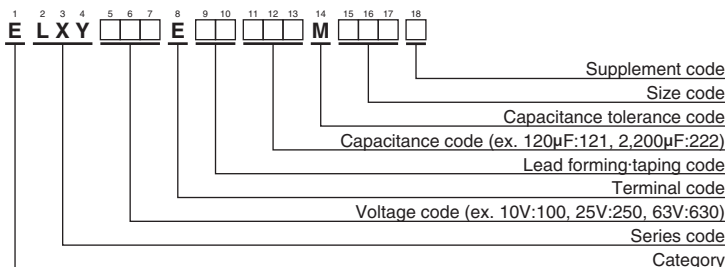 1 2 3 4 5 6 7 8 9 10 11 12 13 14 15 16 17 18
E L X Y □□□ E □□ □□□ M □□□ □
Supplement code
Size code
Capacitance tolerance code
Capacitance code (ex. 120µF:121, 2,200µF:222)
Lead forming·taping code
Terminal code
Voltage code (ex. 10V:100, 25V:250, 63V:630)
Series code
Category